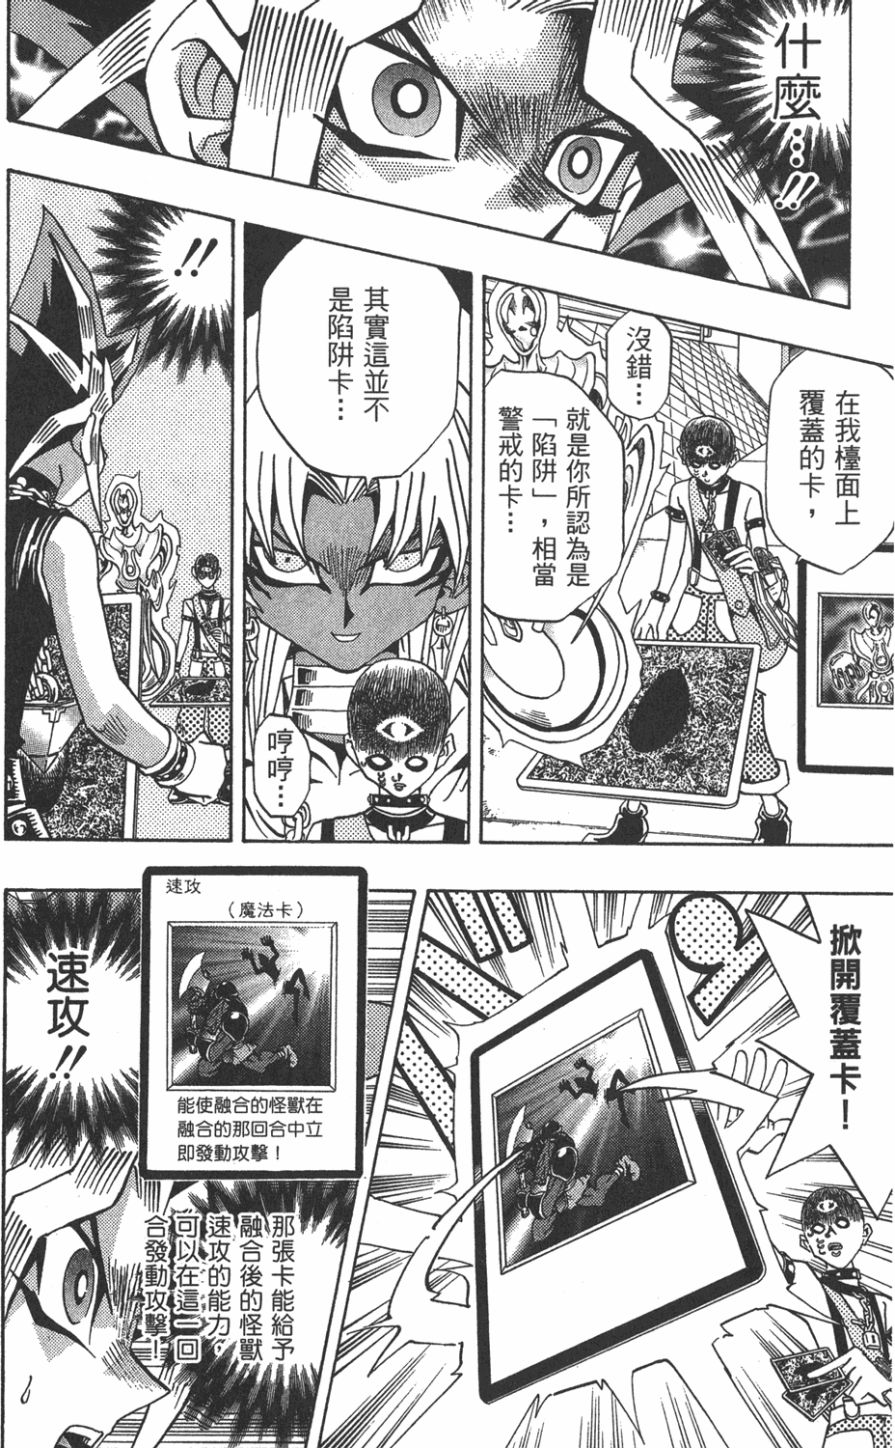 什麼…!!
在我檯面上
覆蓋的卡，
沒錯…
就是你所認為是
「陷阱」，相當
警戒的卡…
其實這並不
是陷阱卡…
哼哼…
!!
掀開覆蓋卡！
速攻
（魔法卡）
能使融合的怪獸在
融合的那回合中立
即發動攻擊！
速攻!!
那張卡能給予
融合後的怪獸
速攻的能力，
可以在這一回
合發動攻擊！